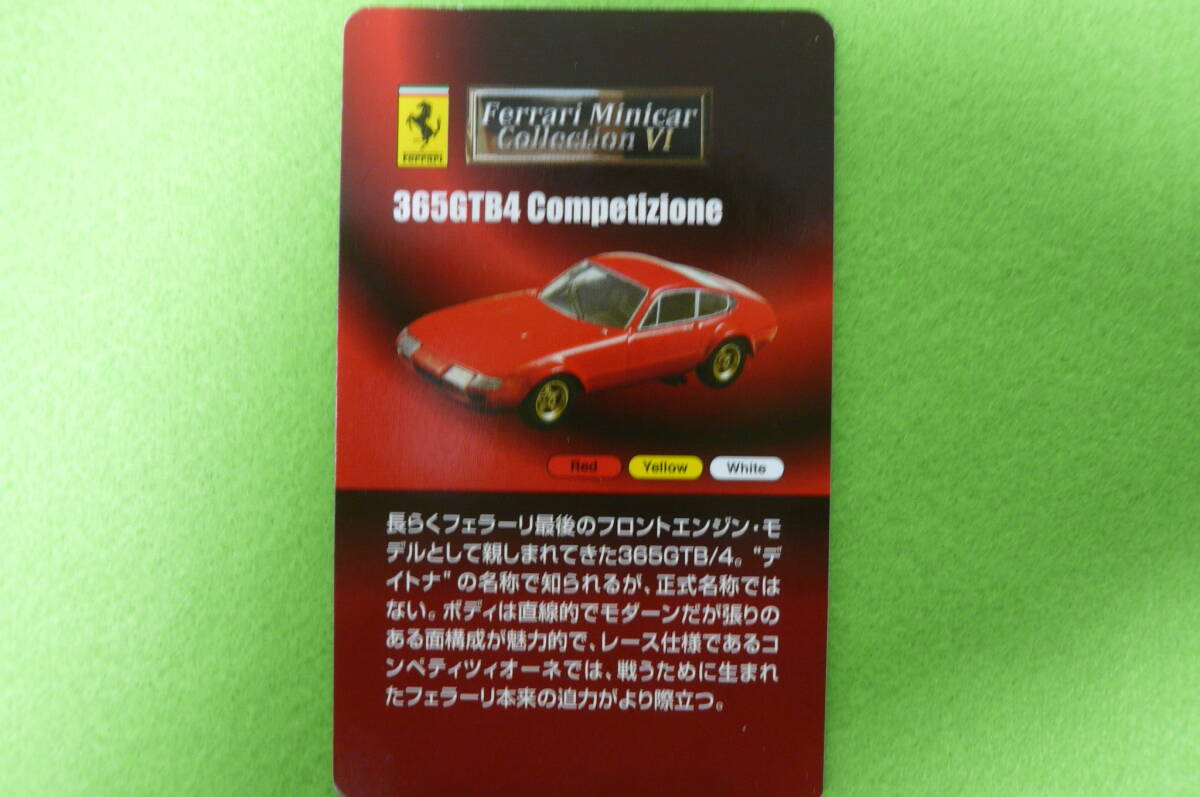 Ferrari Minicar
Collection VI
Ferrari
365GTB4 Competizione
Red Yellow White
長らくフェラーリ最後のフロントエンジン・モ
デルとして親しまれてきた365GTB/4。“デ
イトナ”の名称で知られるが、正式名称では
ない。ボディは直線的でモダーンだが張りの
ある面構成が魅力的で、レース仕様であるコ
ンペティツィオーネでは、戦うために生まれ
たフェラーリ本来の迫力がより際立つ。